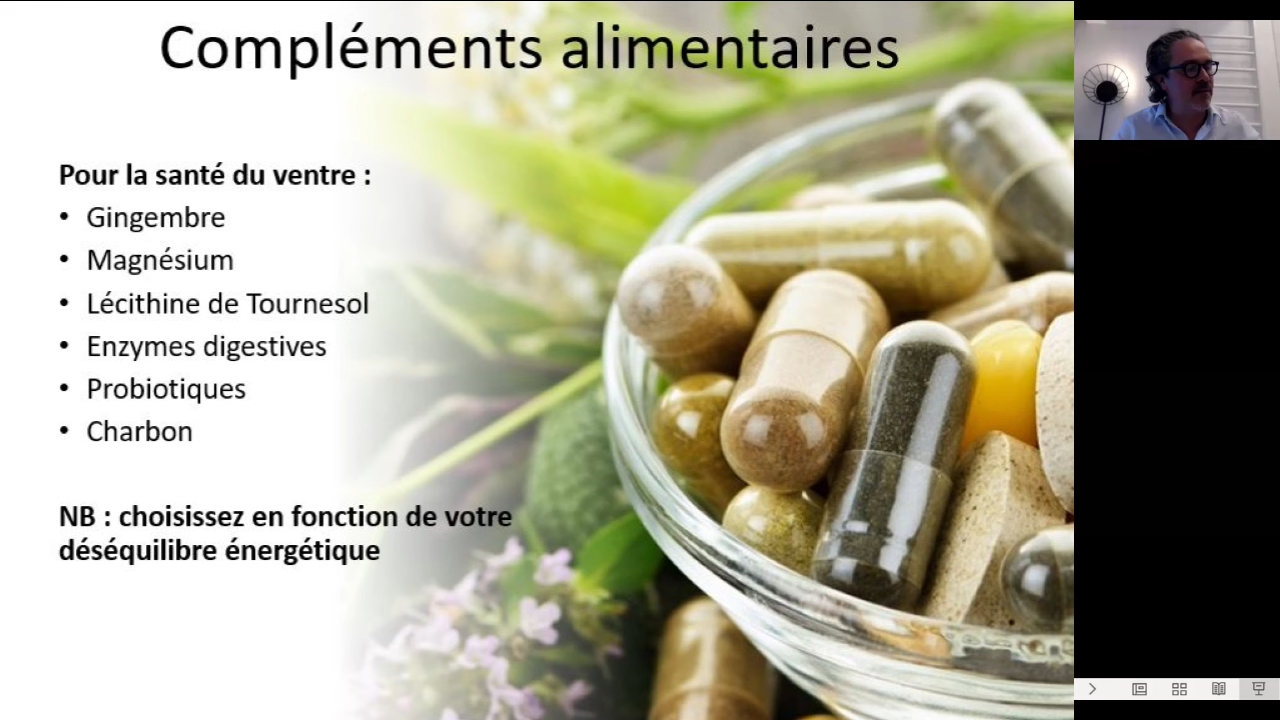 Compléments alimentaires
Pour la santé du ventre :
• Gingembre
• Magnésium
• Lécithine de Tournesol
• Enzymes digestives
• Probiotiques
• Charbon
NB : choisissez en fonction de votre
déséquilibre énergétique